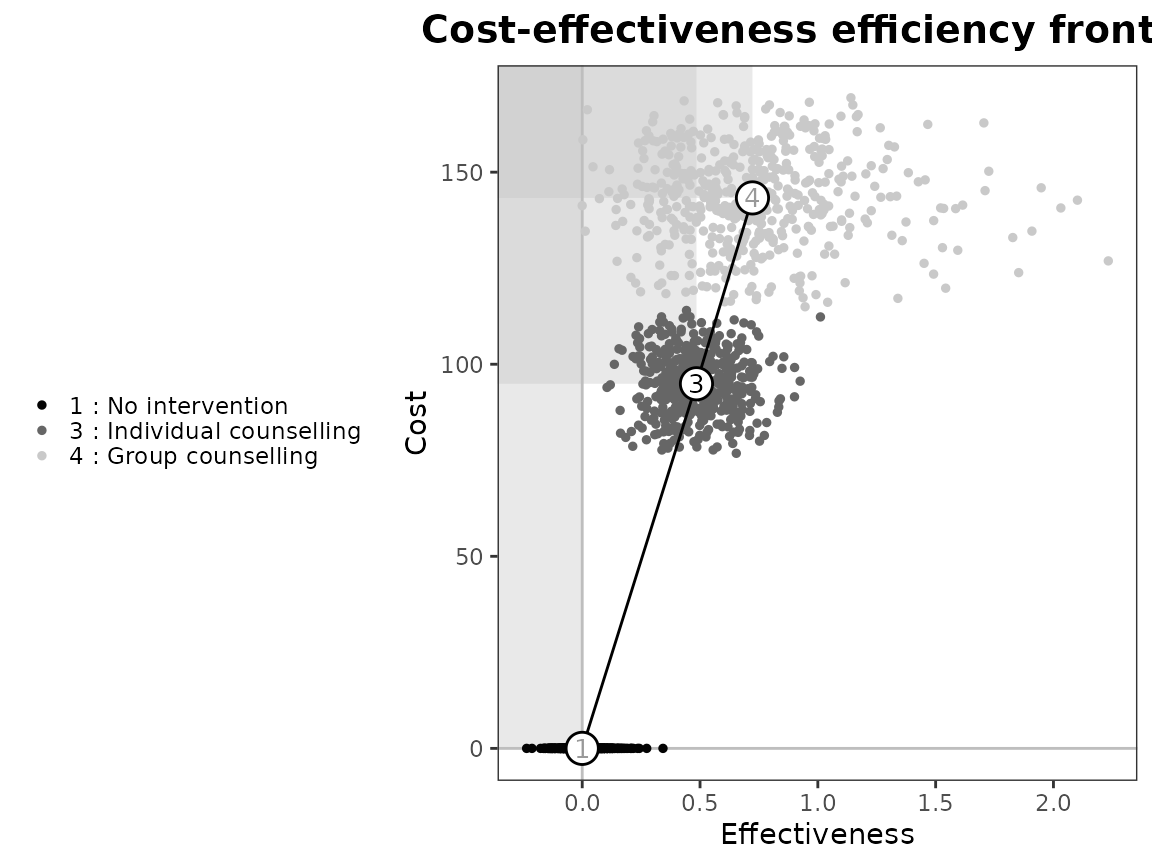 Cost-effectiveness efficiency front
150
100
50
0
Cost
4
3
1
0.0 0.5 1.0 1.5 2.0
Effectiveness
1 : No intervention
3 : Individual counselling
4 : Group counselling